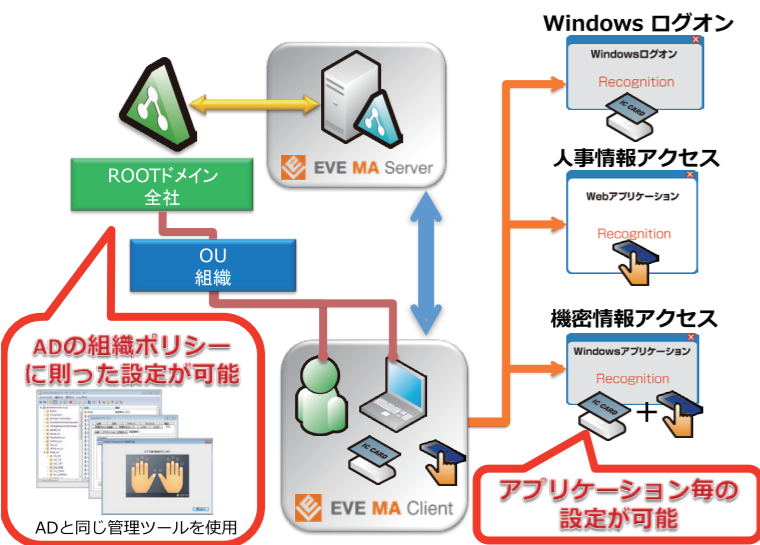 Windows ログオン
Windowsログオン
Recognition
IC CARD
EVE MA Server
ROOTドメイン
全社
OU
組織
人事情報アクセス
Webアプリケーション
Recognition
機密情報アクセス
Windowsアプリケーション
Recognition
IC CARD
+
ADの組織ポリシー
に則った設定が可能
ADと同じ管理ツールを使用
IC CARD
EVE MA Client
アプリケーション毎の
設定が可能